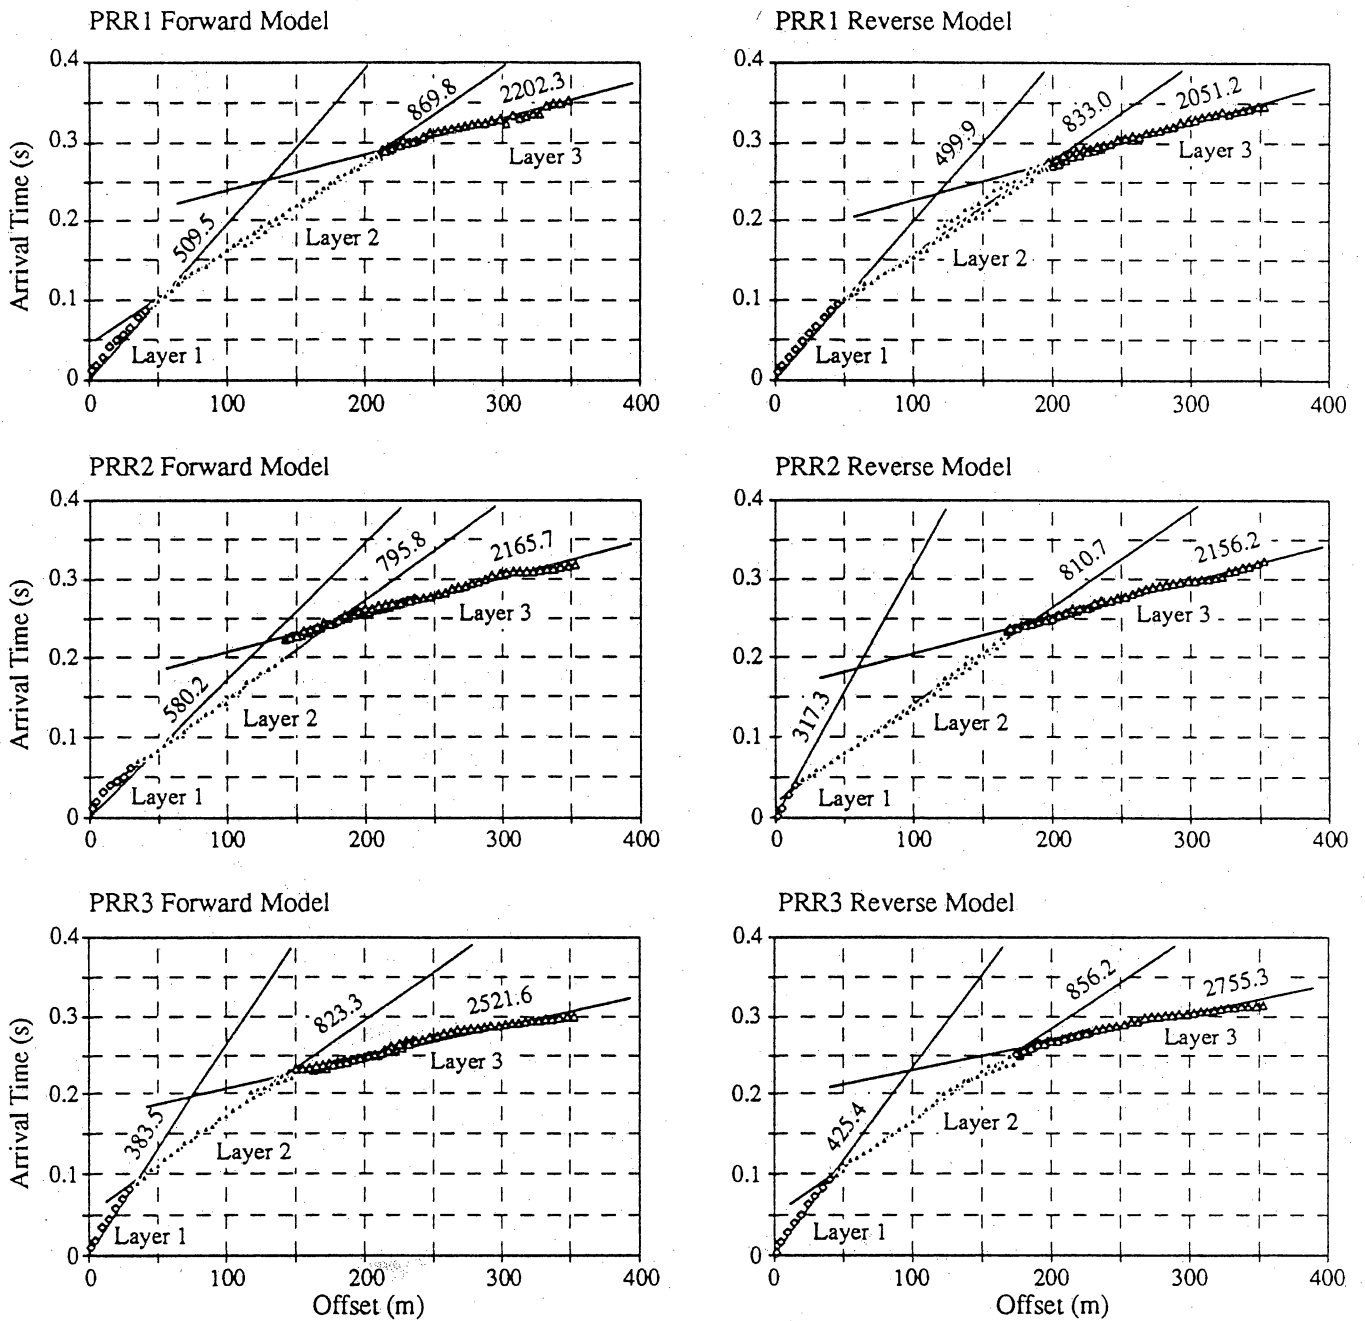 PRR1 Forward Model
0.4
0.3
0.2
0.1
0
Arrival Time (s)
509.5
869.8
2202.3
Layer 1
Layer 2
Layer 3
0 100 200 300 400
PRR1 Reverse Model
0.4
0.3
0.2
0.1
0
499.9
833.0
2051.2
Layer 1
Layer 2
Layer 3
0 100 200 300 400
PRR2 Forward Model
0.4
0.3
0.2
0.1
0
Arrival Time (s)
580.2
795.8
2165.7
Layer 1
Layer 2
Layer 3
0 100 200 300 400
PRR2 Reverse Model
0.4
0.3
0.2
0.1
0
317.3
810.7
2156.2
Layer 1
Layer 2
Layer 3
0 100 200 300 400
PRR3 Forward Model
0.4
0.3
0.2
0.1
0
Arrival Time (s)
383.5
823.3
2521.6
Layer 1
Layer 2
Layer 3
0 100 200 300 400
Offset (m)
PRR3 Reverse Model
0.4
0.3
0.2
0.1
0
425.4
856.2
2755.3
Layer 1
Layer 2
Layer 3
0 100 200 300 400
Offset (m)